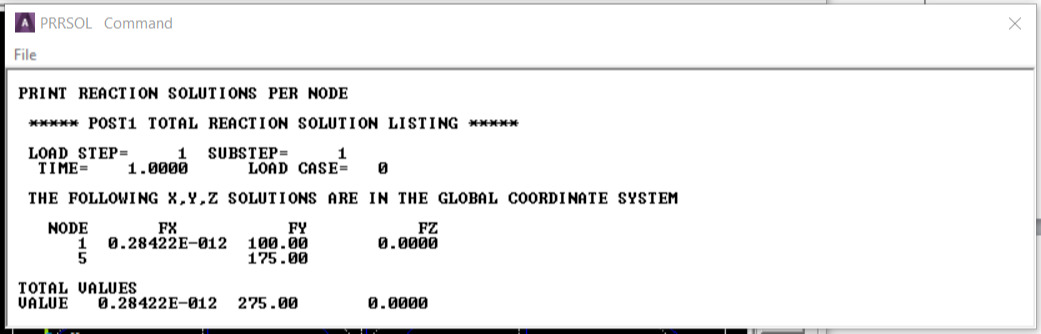 PRRSOL Command
File
PRINT REACTION SOLUTIONS PER NODE
***** POST1 TOTAL REACTION SOLUTION LISTING *****
LOAD STEP= 1 SUBSTEP= 1
TIME= 1.0000 LOAD CASE= 0
THE FOLLOWING X,Y,Z SOLUTIONS ARE IN THE GLOBAL COORDINATE SYSTEM
NODE FX FY FZ
1 0.28422E-012 100.00 0.0000
5 175.00
TOTAL VALUES
VALUE 0.28422E-012 275.00 0.0000